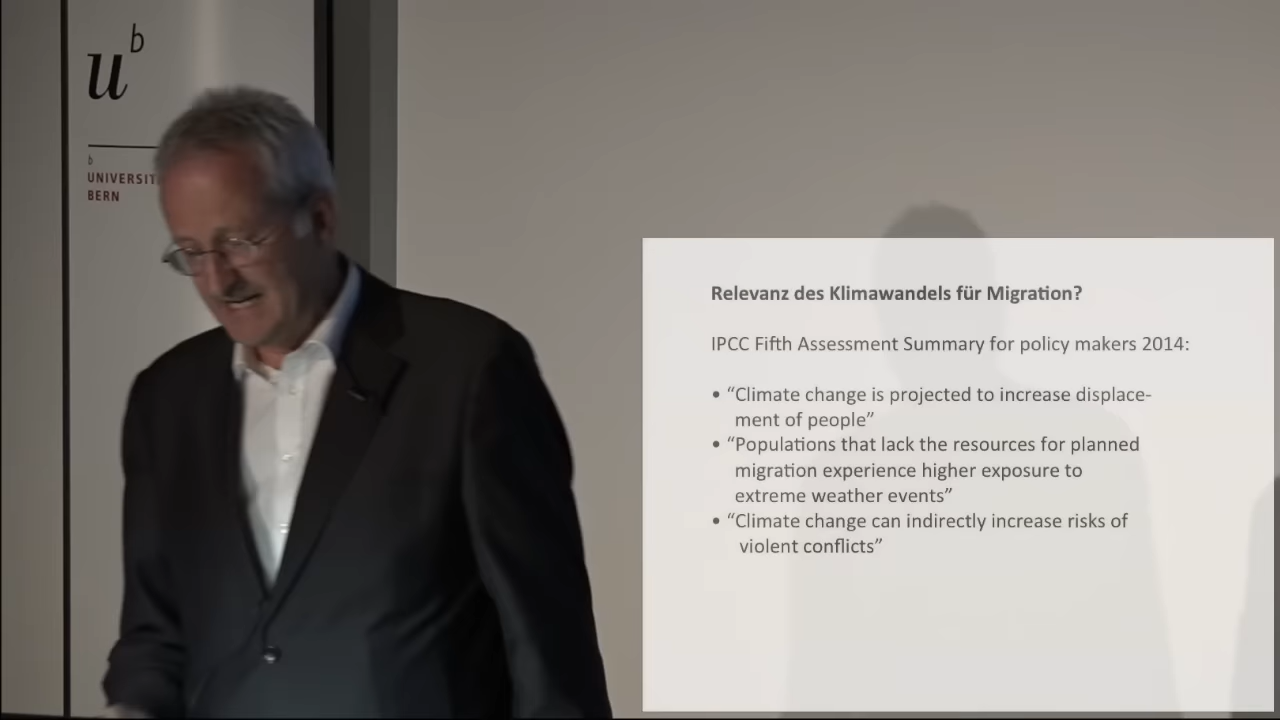 u^b
b
UNIVERSIT
BERN
Relevanz des Klimawandels für Migration?
IPCC Fifth Assessment Summary for policy makers 2014:
• “Climate change is projected to increase displace-
ment of people”
• “Populations that lack the resources for planned
migration experience higher exposure to
extreme weather events”
• “Climate change can indirectly increase risks of
violent conflicts”